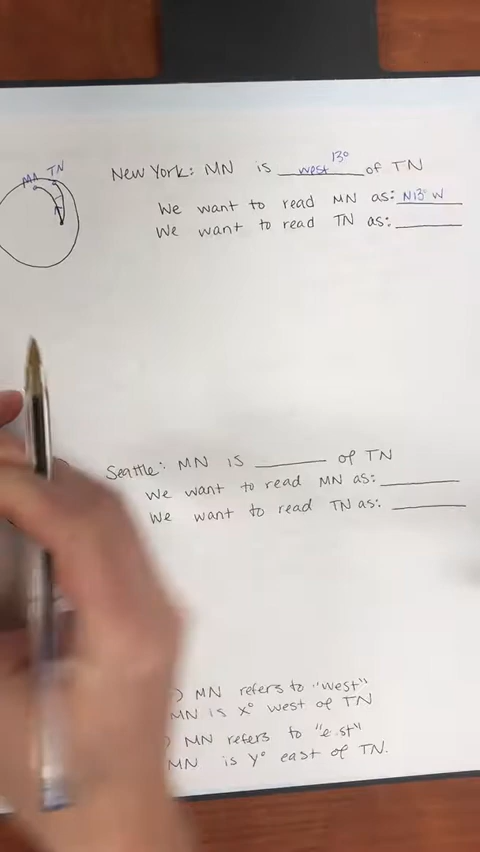 MN TN
New York: MN is west 13° of TN
We want to read MN as: N13°W
We want to read TN as:
Seattle: MN is of TN
We want to read MN as:
We want to read TN as:
) MN refers to "west"
MN is x° west of TN
) MN refers to "e st"
MN is y° east of TN.